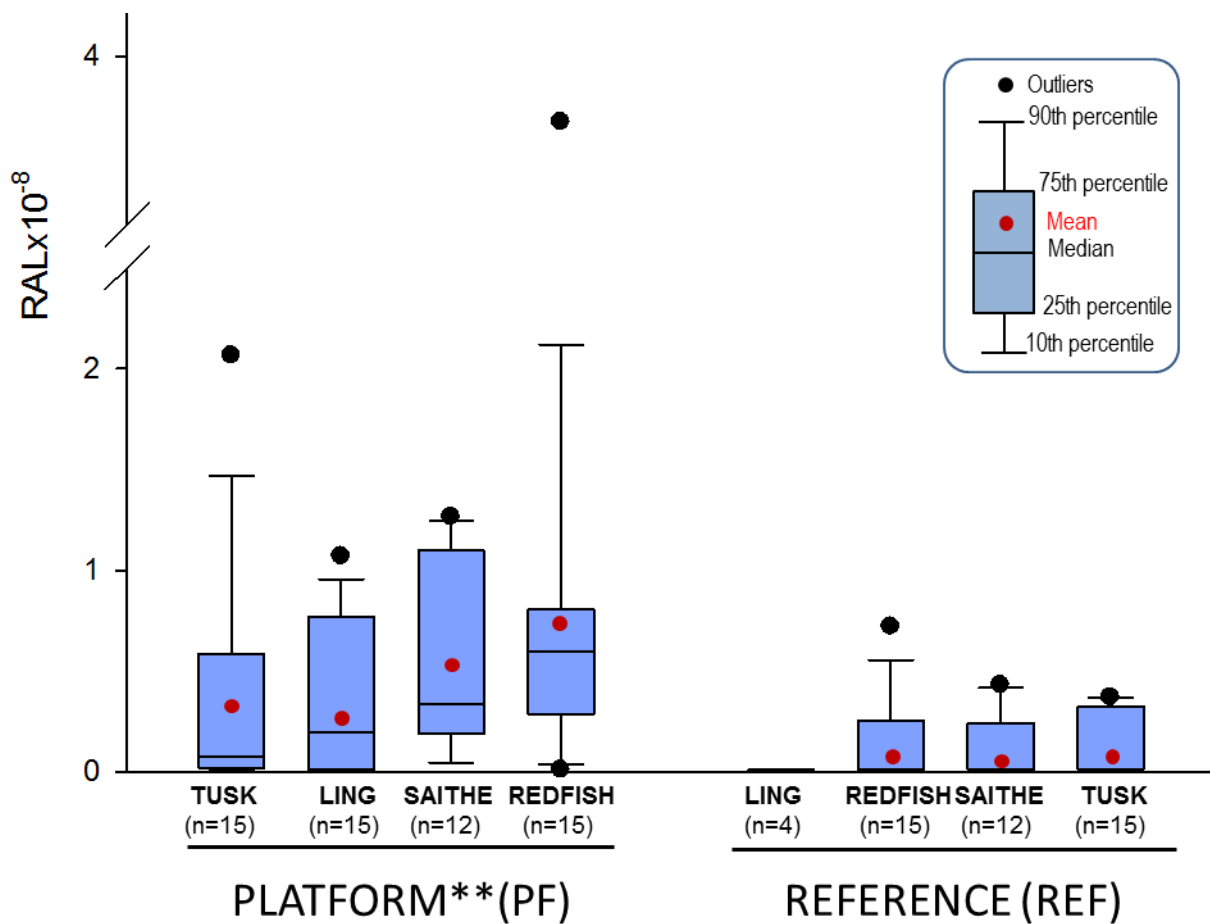 4
2
1
0
RALx10-8
Outliers
90th percentile
75th percentile
Mean
Median
25th percentile
10th percentile
TUSK LING SAITHE REDFISH LING REDFISH SAITHE TUSK
(n=15) (n=15) (n=12) (n=15) (n=4) (n=15) (n=12) (n=15)
PLATFORM**(PF) REFERENCE (REF)